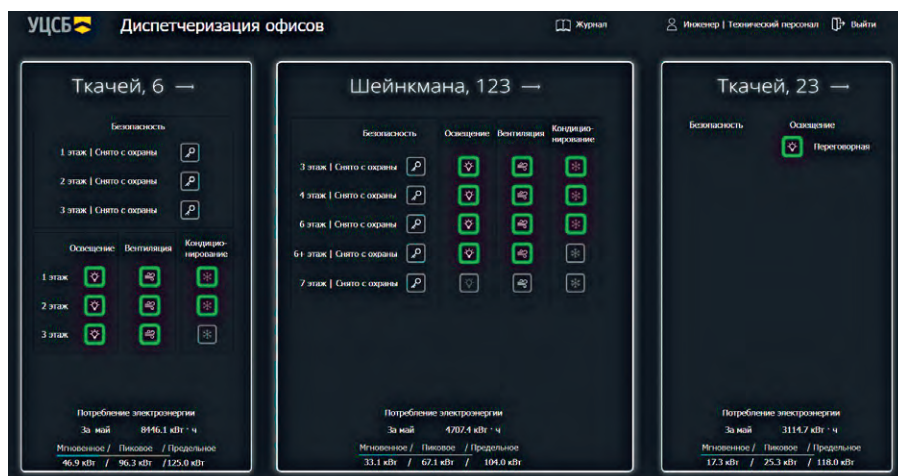 УЦСБ Диспетчеризация офисов Журнал Инженер | Технический персонал Выйти
Ткачей, 6 →
Безопасность
1 этаж | Снято с охраны
2 этаж | Снято с охраны
3 этаж | Снято с охраны
Освещение Вентиляция Кондицио-
нирование
1 этаж
2 этаж
3 этаж
Потребление электроэнергии
За май 8446.1 кВт · ч
Мгновенное / Пиковое / Предельное
46.9 кВт / 96.3 кВт /125.0 кВт
Шейнкмана, 123 →
Безопасность Освещение Вентиляция Кондицио-
нирование
3 этаж | Снято с охраны
4 этаж | Снято с охраны
6 этаж | Снято с охраны
6+ этаж | Снято с охраны
7 этаж | Снято с охраны
Потребление электроэнергии
За май 4707.4 кВт · ч
Мгновенное / Пиковое / Предельное
33.1 кВт / 67.1 кВт / 104.0 кВт
Ткачей, 23 →
Безопасность Освещение
Переговорная
Потребление электроэнергии
За май 3114.7 кВт · ч
Мгновенное / Пиковое / Предельное
17.3 кВт / 25.3 кВт / 118.0 кВт